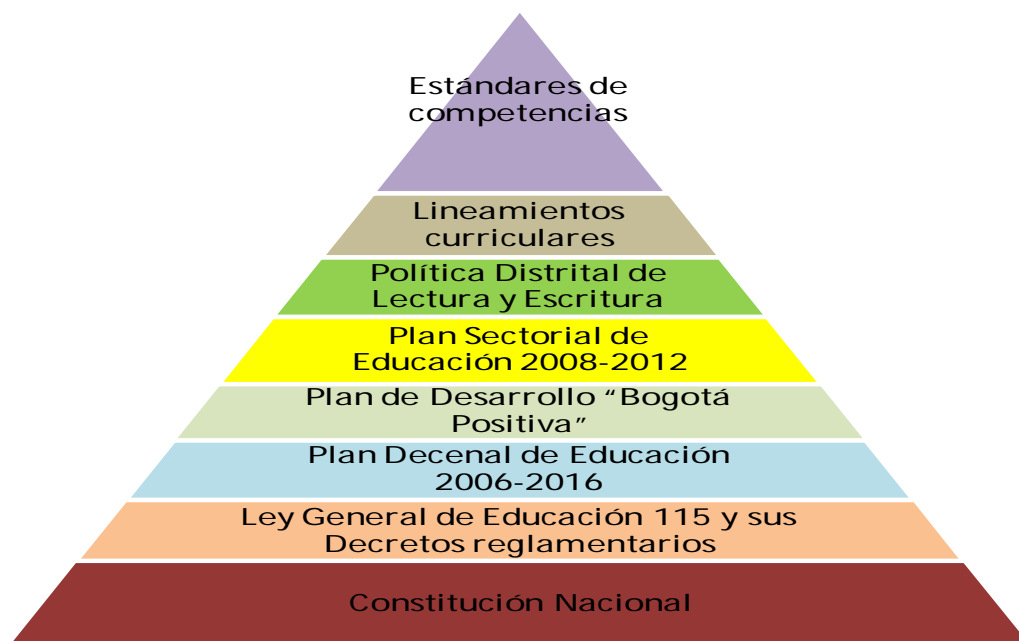 Estándares de
competencias
Lineamientos
curriculares
Política Distrital de
Lectura y Escritura
Plan Sectorial de
Educación 2008-2012
Plan de Desarrollo “Bogotá
Positiva”
Plan Decenal de Educación
2006-2016
Ley General de Educación 115 y sus
Decretos reglamentarios
Constitución Nacional